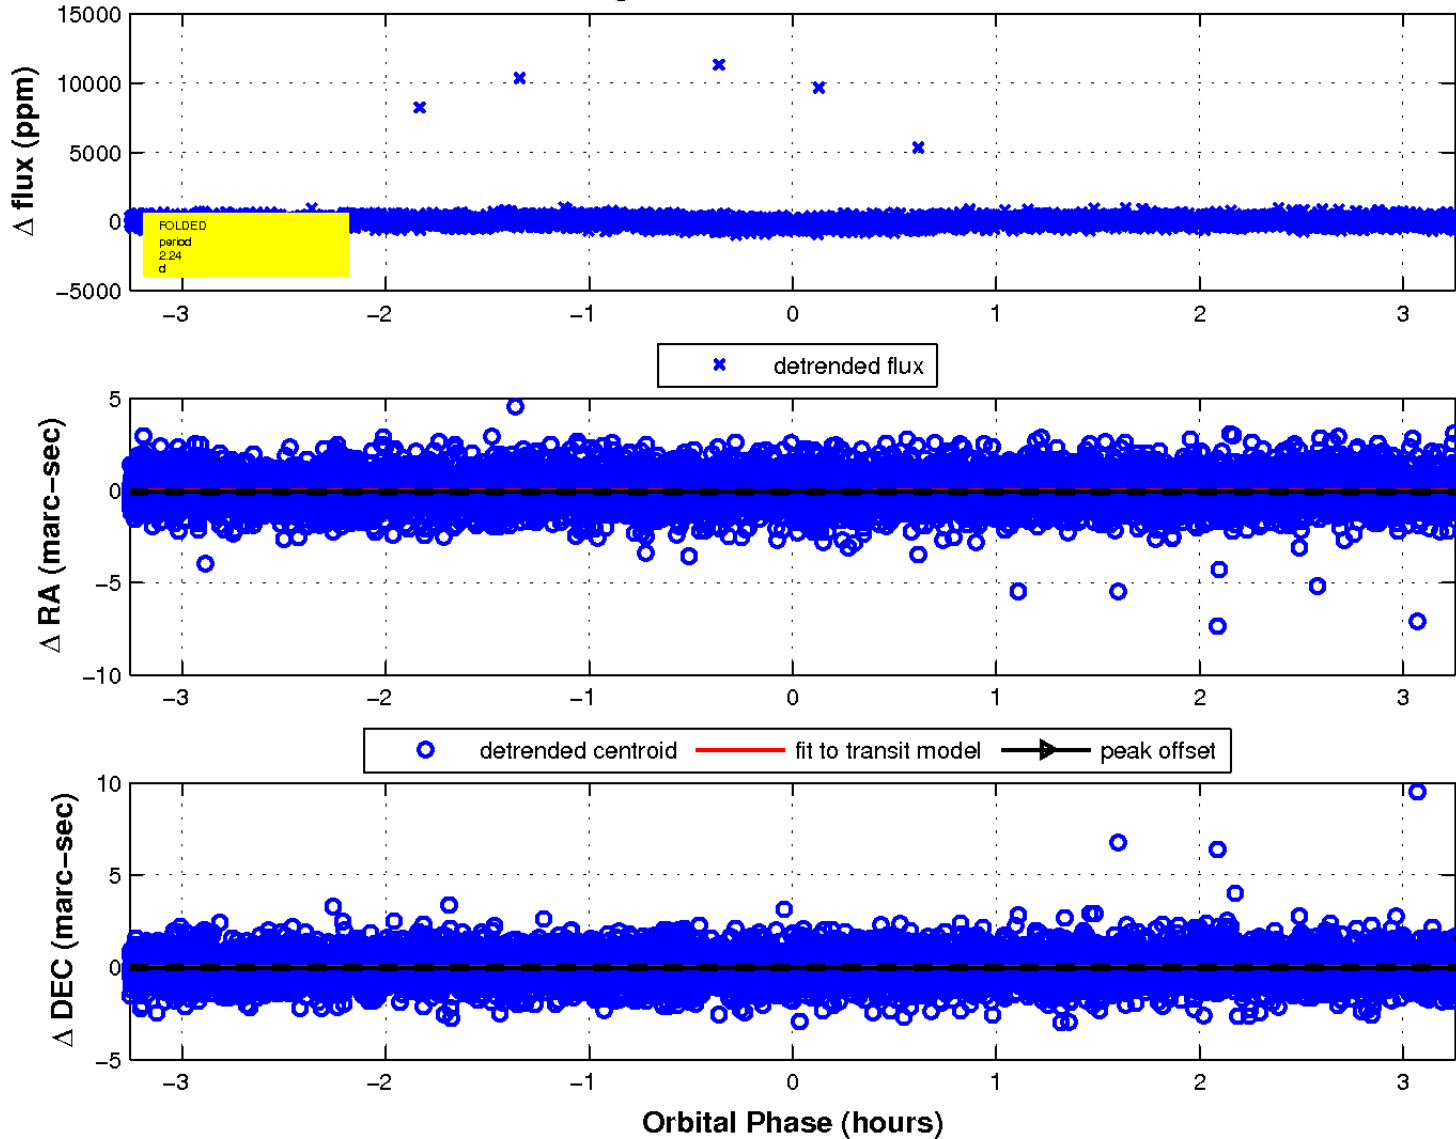 15000
10000
5000
0
−5000
Δ flux (ppm)
−3 −2 −1 0 1 2 3
FOLDED
period
2.24
d
detrended flux
5
0
−5
−10
Δ RA (marc−sec)
−3 −2 −1 0 1 2 3
detrended centroid fit to transit model peak offset
10
5
0
−5
Δ DEC (marc−sec)
−3 −2 −1 0 1 2 3
Orbital Phase (hours)